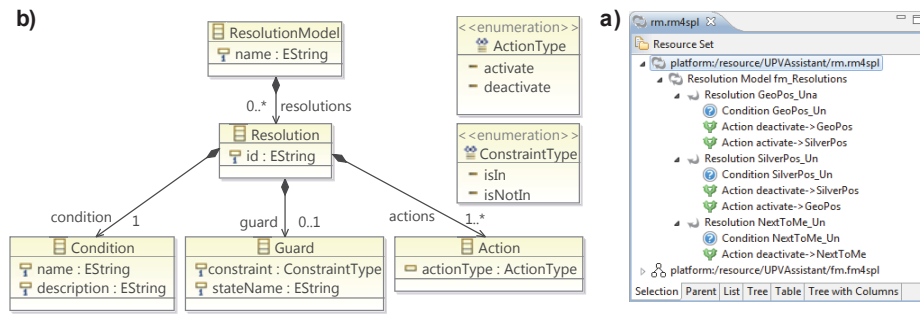 b)
ResolutionModel
name : EString
0..*
resolutions
Resolution
id : EString
condition
1
guard
0..1
actions
1..*
Condition
name : EString
description : EString
Guard
constraint : ConstraintType
stateName : EString
Action
actionType : ActionType
<<enumeration>>
ActionType
activate
deactivate
<<enumeration>>
ConstraintType
isIn
isNotIn
a)
rm.rm4spl
Resource Set
platform:/resource/UPVAssistant/rm.rm4spl
Resolution Model fm_Resolutions
Resolution GeoPos_Una
Condition GeoPos_Un
Action deactivate->GeoPos
Action activate->SilverPos
Resolution SilverPos_Un
Condition SilverPos_Un
Action deactivate->SilverPos
Action activate->GeoPos
Resolution NextToMe_Un
Condition NextToMe_Un
Action deactivate->NextToMe
platform:/resource/UPVAssistant/fm.fm4spl
Selection Parent List Tree Table Tree with Columns